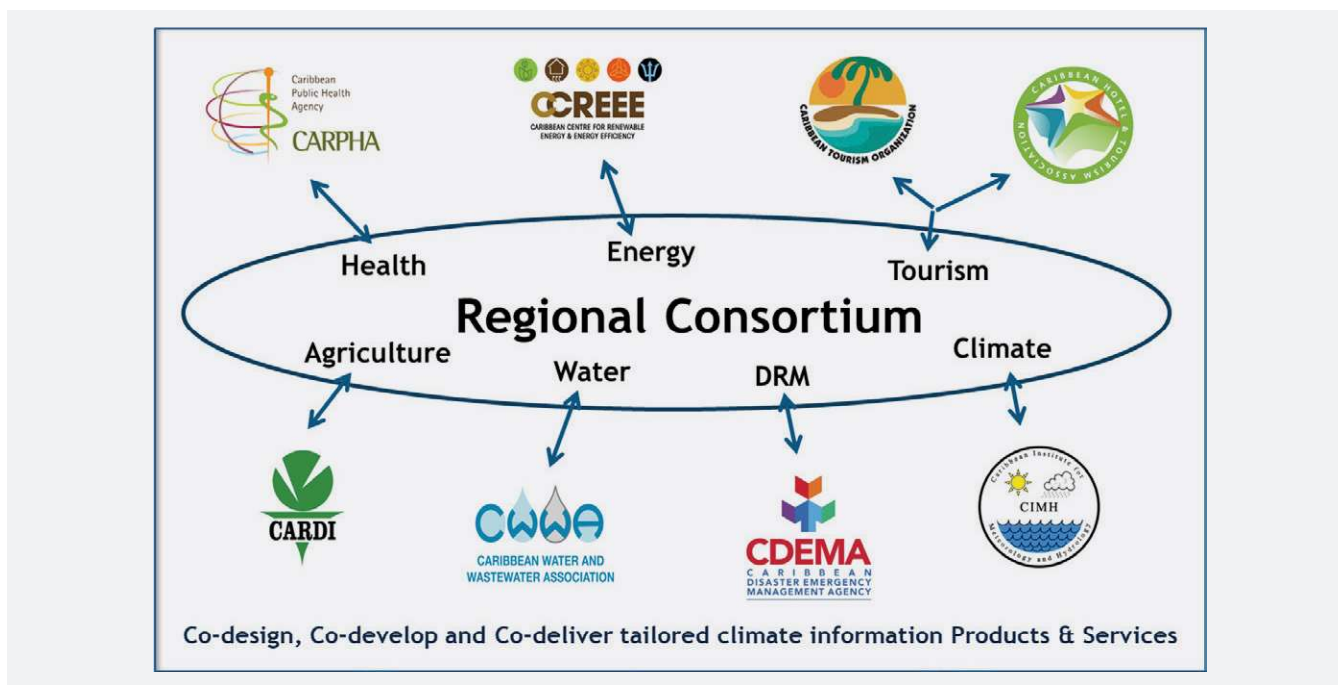 Caribbean
Public Health
Agency
CARPHA
CCREEE
CARIBBEAN CENTRE FOR RENEWABLE
ENERGY & ENERGY EFFICIENCY
CARIBBEAN TOURISM ORGANIZATION
CARIBBEAN HOTEL & TOURISM ASSOCIATION
Health
Energy
Tourism
Regional Consortium
Agriculture
Water
DRM
Climate
CARDI
CWWA
CARIBBEAN WATER AND
WASTEWATER ASSOCIATION
CDEMA
CARIBBEAN
DISASTER EMERGENCY
MANAGEMENT AGENCY
Caribbean Institute for
CIMH
Meteorology and Hydrology
Co-design, Co-develop and Co-deliver tailored climate information Products & Services